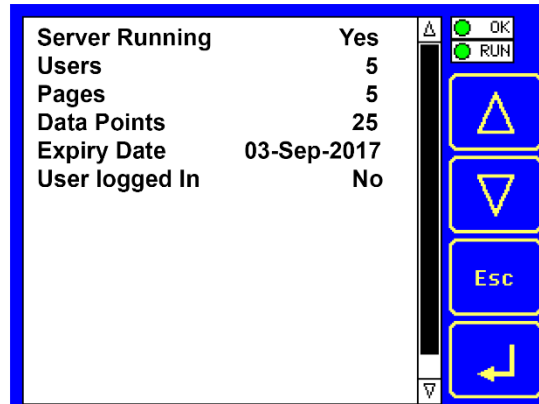 Server Running Yes
Users 5
Pages 5
Data Points 25
Expiry Date 03-Sep-2017
User logged In No
OK
RUN
Esc